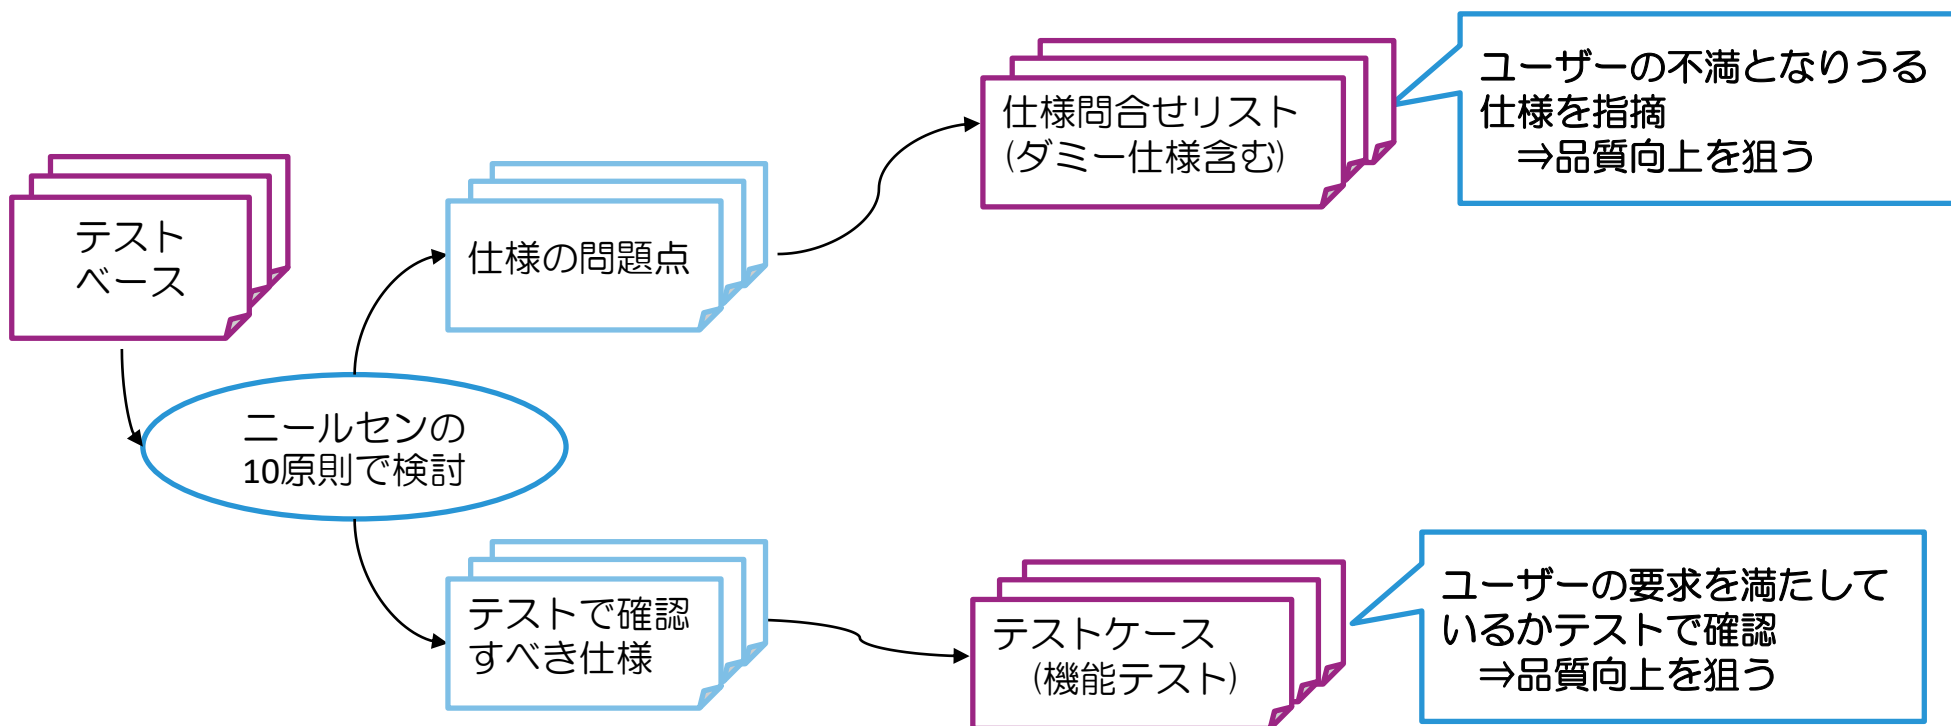 テスト
ベース
ニールセンの
10原則で検討
仕様の問題点
仕様問合せリスト
(ダミー仕様含む)
ユーザーの不満となりうる
仕様を指摘
⇒品質向上を狙う
テストで確認
すべき仕様
テストケース
(機能テスト)
ユーザーの要求を満たして
いるかテストで確認
⇒品質向上を狙う